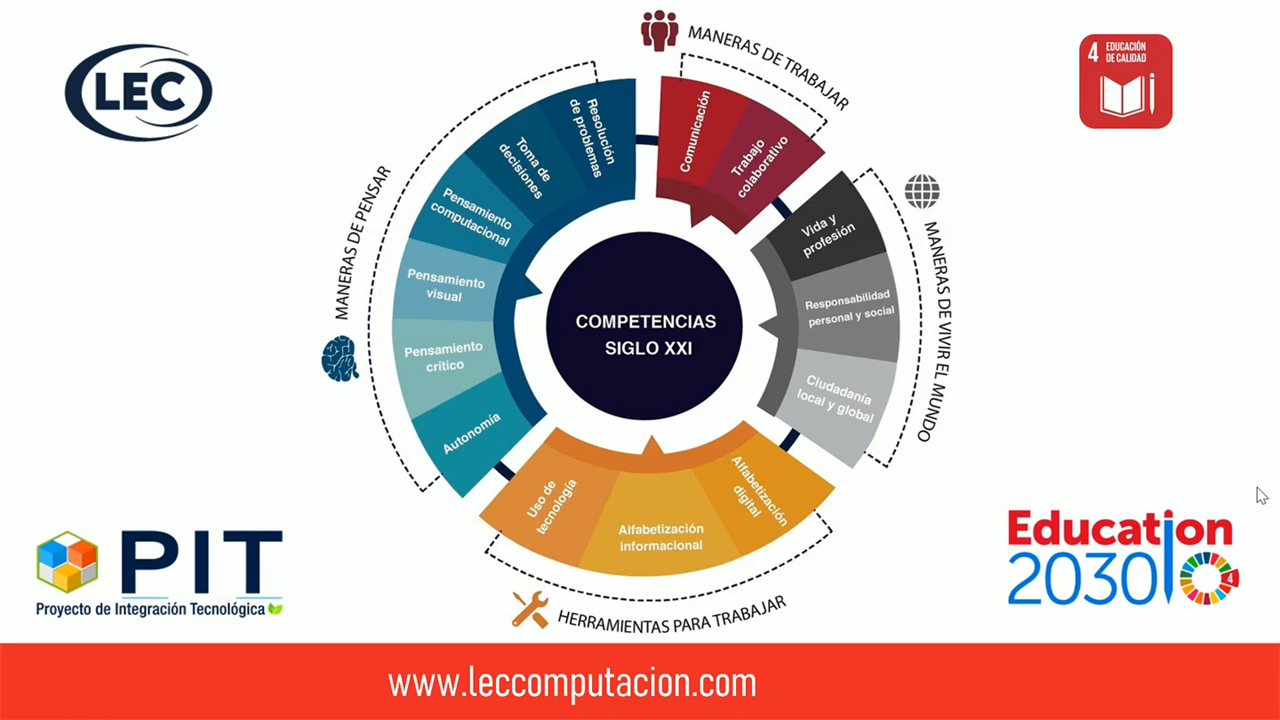 LEC
MANERAS DE TRABAJAR
4 EDUCACIÓN
DE CALIDAD
Comunicación
Trabajo
colaborativo
Resolución
de problemas
Toma de
decisiones
Pensamiento
computacional
Pensamiento
visual
Pensamiento
crítico
Autonomía
MANERAS DE PENSAR
Vida y
profesión
Responsabilidad
personal y social
Ciudadanía
local y global
MANERAS DE VIVIR EL MUNDO
COMPETENCIAS
SIGLO XXI
Uso de
tecnología
Alfabetización
informacional
Alfabetización
digital
HERRAMIENTAS PARA TRABAJAR
PIT
Proyecto de Integración Tecnológica
Education
2030
4
www.leccomputacion.com